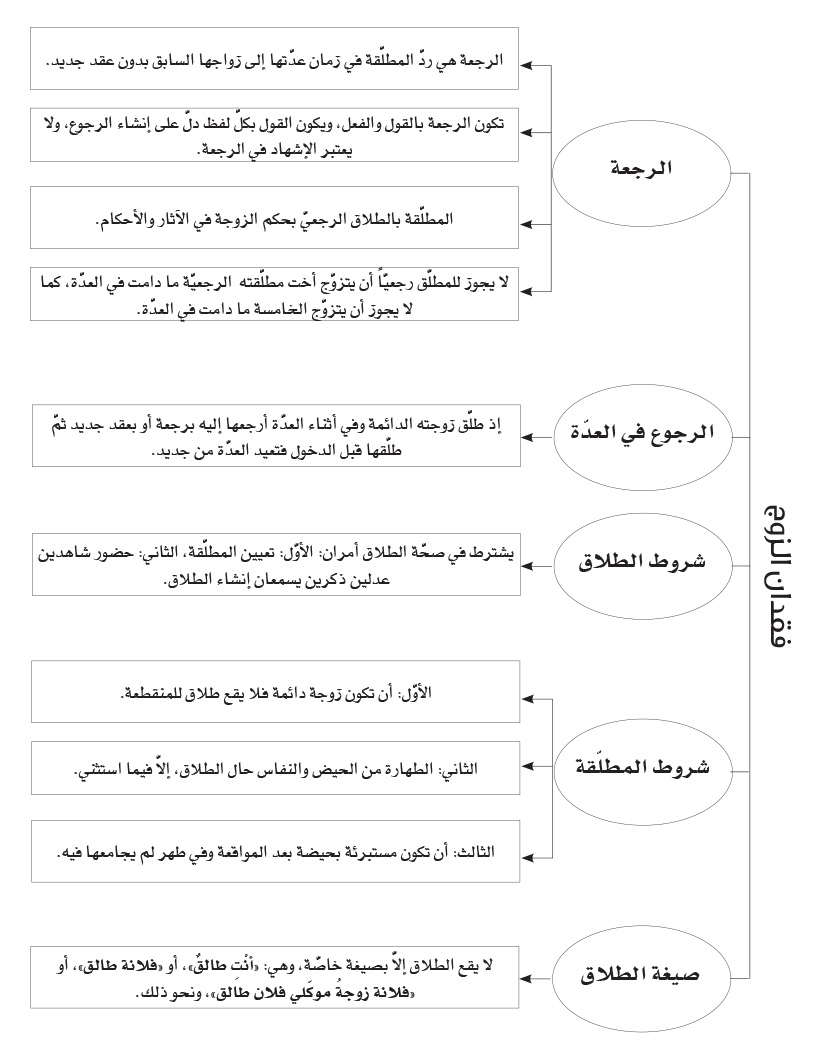 فقدان الزوج
الرجعة
الرجعة هي ردّ المطلّقة في زمان عدّتها إلى زواجها السابق بدون عقد جديد.
تكون الرجعة بالقول والفعل، ويكون القول بكلّ لفظ دلّ على إنشاء الرجوع، ولا
يعتبر الإشهاد في الرجعة.
المطلّقة بالطلاق الرجعيّ بحكم الزوجة في الآثار والأحكام.
لا يجوز للمطلّق رجعيّاً أن يتزوّج أخت مطلّقته الرجعيّة ما دامت في العدّة، كما
لا يجوز أن يتزوّج الخامسة ما دامت في العدّة.
الرجوع في العدّة
إذ طلّق زوجته الدائمة وفي أثناء العدّة أرجعها إليه برجعة أو بعقد جديد ثمّ
طلّقها قبل الدخول فتعيد العدّة من جديد.
شروط الطلاق
يشترط في صحّة الطلاق أمران: الأوّل: تعيين المطلّقة، الثاني: حضور شاهدين
عدلين ذكرين يسمعان إنشاء الطلاق.
شروط المطلّقة
الأوّل: أن تكون زوجة دائمة فلا يقع طلاق للمنقطعة.
الثاني: الطهارة من الحيض والنفاس حال الطلاق، إلاّ فيما استثني.
الثالث: أن تكون مستبرئة بحيضة بعد المواقعة وفي طهر لم يجامعها فيه.
صيغة الطلاق
لا يقع الطلاق إلاّ بصيغة خاصّة، وهي: «أنْتِ طالقٌ»، أو «فلانة طالق»، أو
«فلانة زوجةُ موكّلي فلان طالق»، ونحو ذلك.